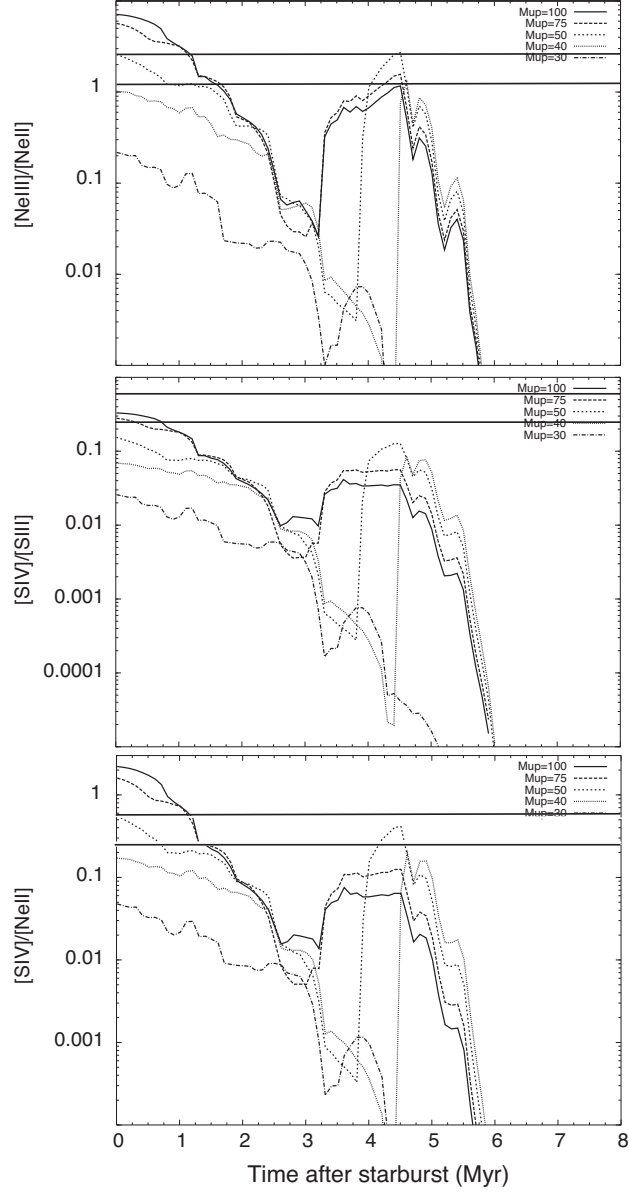 Mup=100
Mup=75
Mup=50
Mup=40
Mup=30
[NeIII]/[NeII]
1
0.1
0.01
Mup=100
Mup=75
Mup=50
Mup=40
Mup=30
[SIV]/[SIII]
0.1
0.01
0.001
0.0001
Mup=100
Mup=75
Mup=50
Mup=40
Mup=30
[SIV]/[NeII]
1
0.1
0.01
0.001
0 1 2 3 4 5 6 7 8
Time after starburst (Myr)